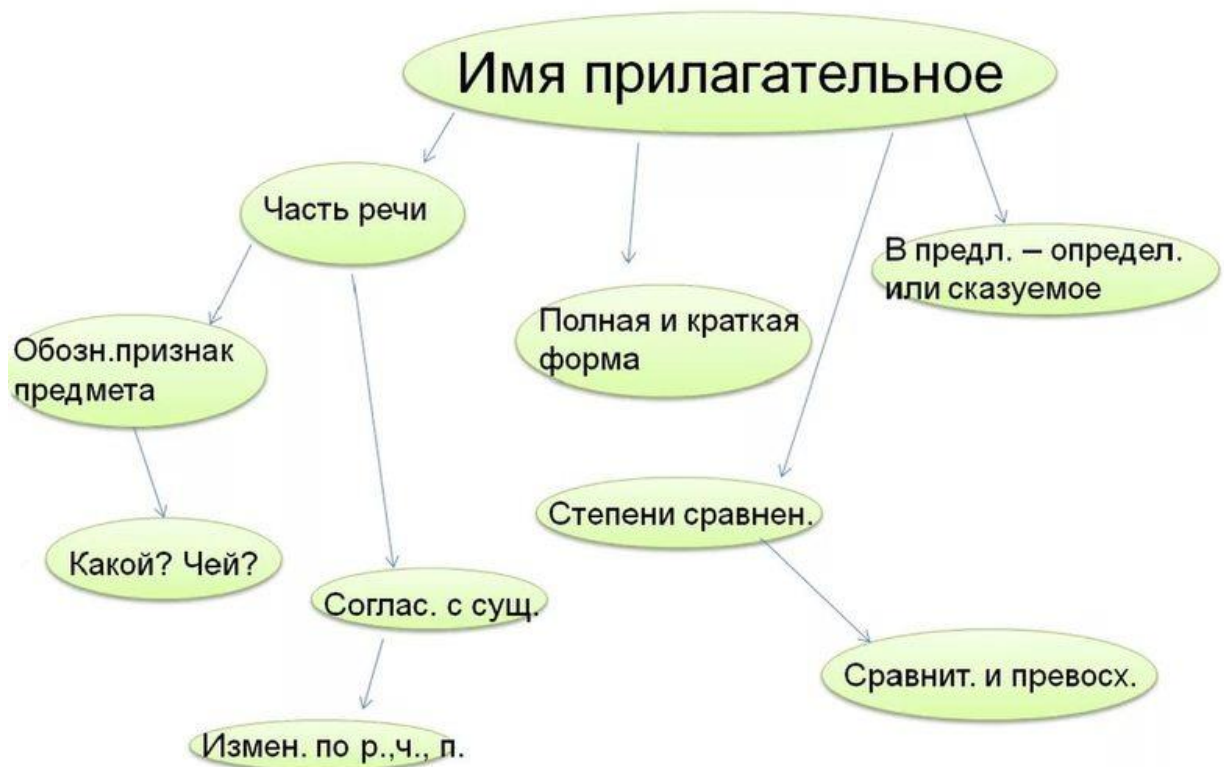 Имя прилагательное
Часть речи
В предл. – определ.
или сказуемое
Полная и краткая
форма
Обозн.признак
предмета
Степени сравнен.
Какой? Чей?
Соглас. с сущ.
Сравнит. и превосх.
Измен. по р.,ч., п.